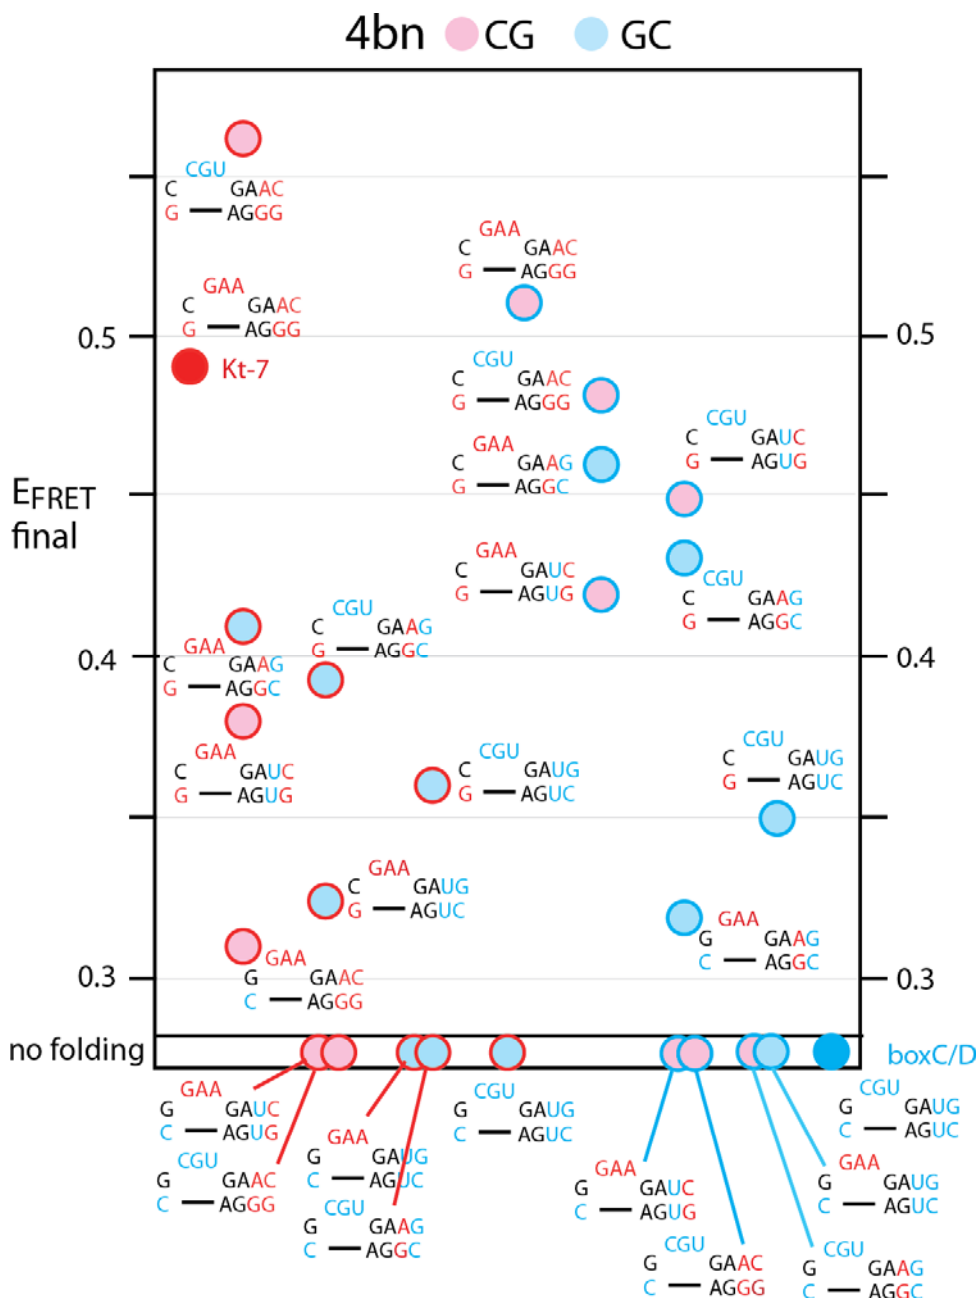 4bn CG GC
CGU
C GAAC
G AGGG
GAA
C GAAC
G AGGG
GAA
C GAAC
G AGGG
0.5 0.5
Kt-7
CGU
C GAAC
G AGGG
CGU
C GAUC
G AGUG
GAA
C GAAG
G AGGC
EFRET
final
GAA
C GAUC
G AGUG
CGU
C GAAG
G AGGC
CGU
C GAAG
G AGGC
0.4 0.4
GAA
C GAAG
G AGGC
GAA
C GAUC
G AGUG
CGU
C GAUG
G AGUC
CGU
C GAUG
G AGUC
GAA
C GAUG
G AGUC
GAA
G GAAG
C AGGC
GAA
G GAAC
C AGGG
0.3 0.3
no folding boxC/D
GAA
G GAUC
C AGUG
CGU
G GAUG
C AGUC
CGU
G GAUG
C AGUC
CGU
G GAAC
C AGGG
GAA
G GAUG
C AGUC
GAA
G GAUC
C AGUG
GAA
G GAUG
C AGUC
CGU
G GAAG
C AGGC
CGU
G GAAC
C AGGG
CGU
G GAAG
C AGGC